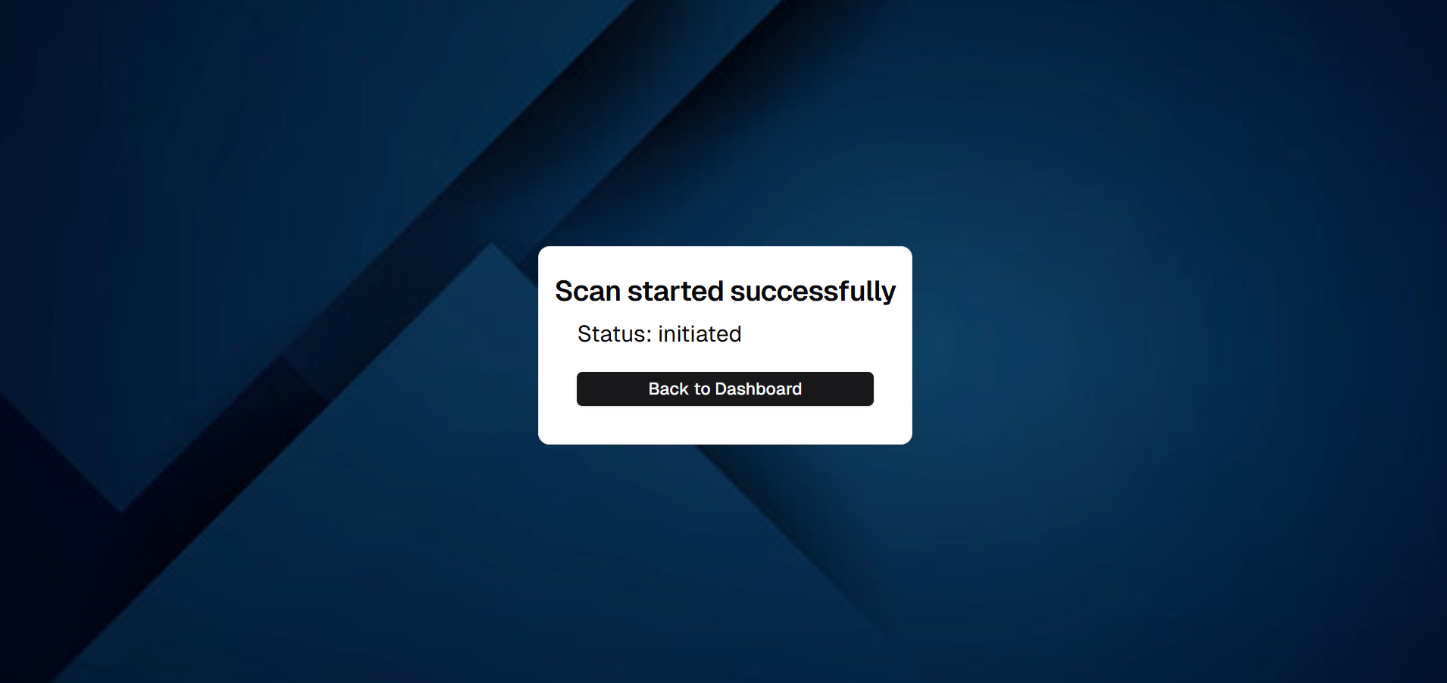 Scan started successfully
Status: initiated
Back to Dashboard